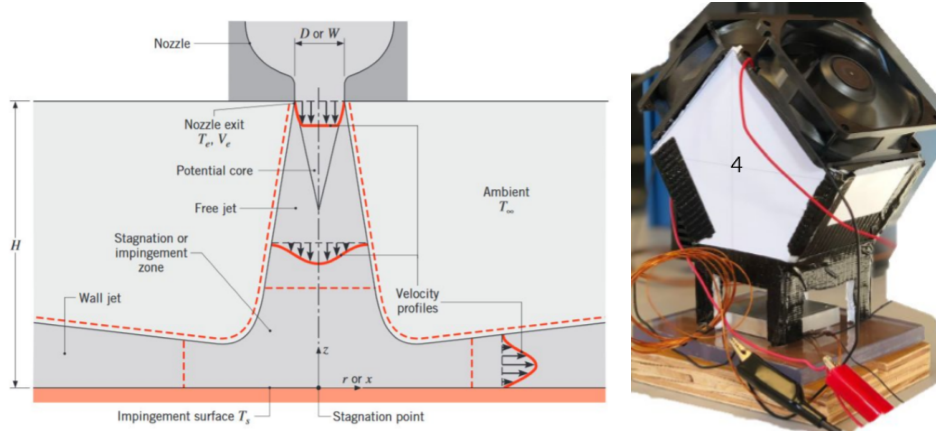 Nozzle
D or W
Nozzle exit
Te, Ve
Potential core
Free jet
Ambient
T∞
H
Stagnation or
impingement
zone
Wall jet
Velocity
profiles
z
r or x
Impingement surface Ts
Stagnation point
4